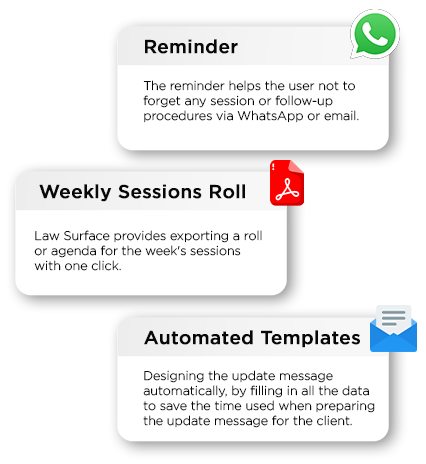 Reminder
The reminder helps the user not to
forget any session or follow-up
procedures via WhatsApp or email.
Weekly Sessions Roll
Law Surface provides exporting a roll
or agenda for the week's sessions
with one click.
Automated Templates
Designing the update message
automatically, by filling in all the data
to save the time used when preparing
the update message for the client.